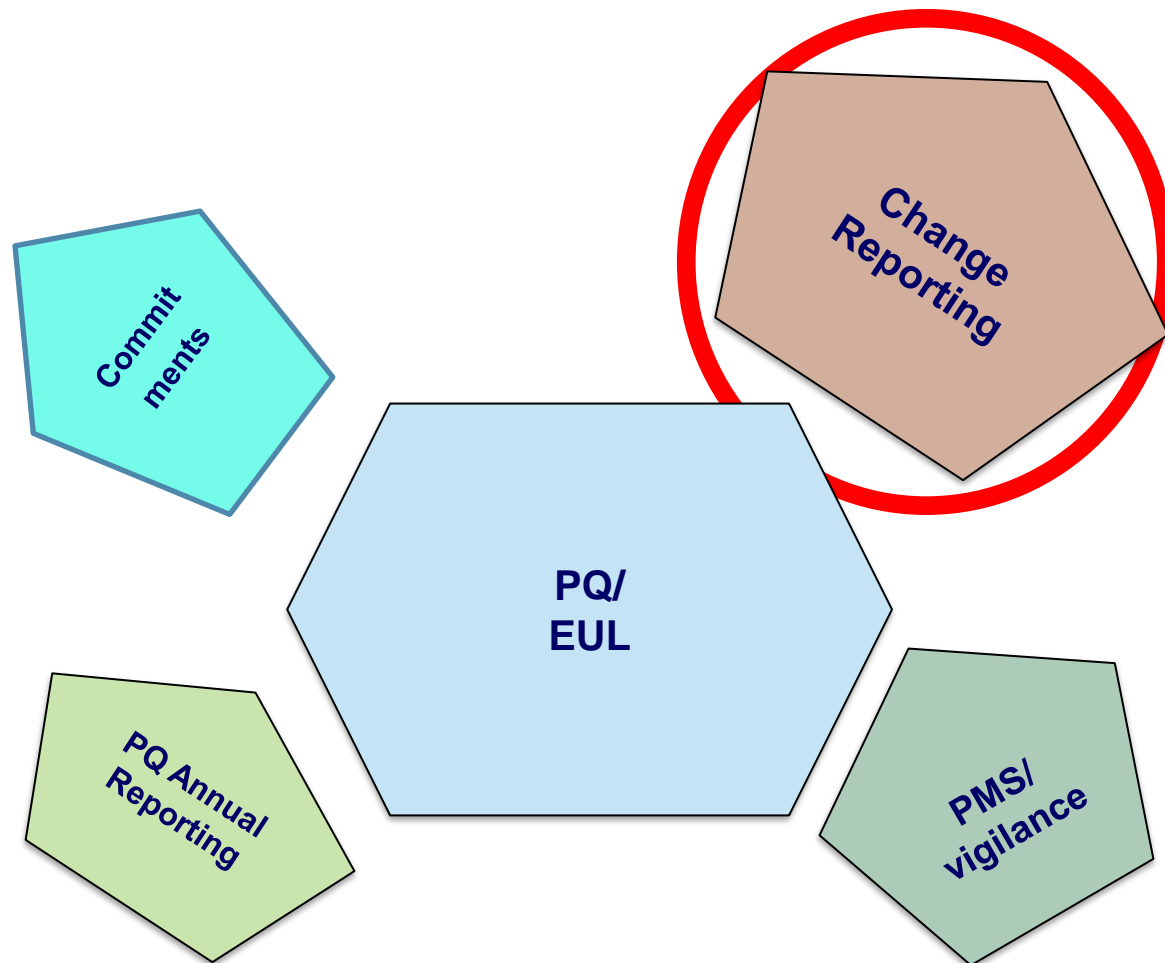 Change
Reporting
Commit
ments
PQ/
EUL
PQ Annual
Reporting
PMS/
vigilance